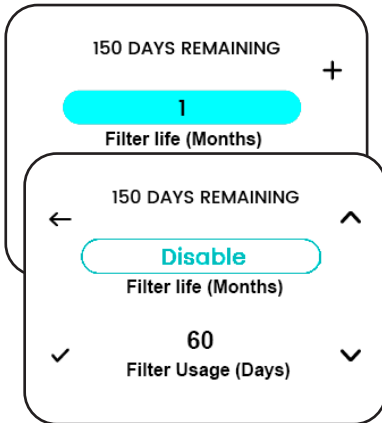 150 DAYS REMAINING
+
1
Filter life (Months)
150 DAYS REMAINING
Disable
Filter life (Months)
60
Filter Usage (Days)